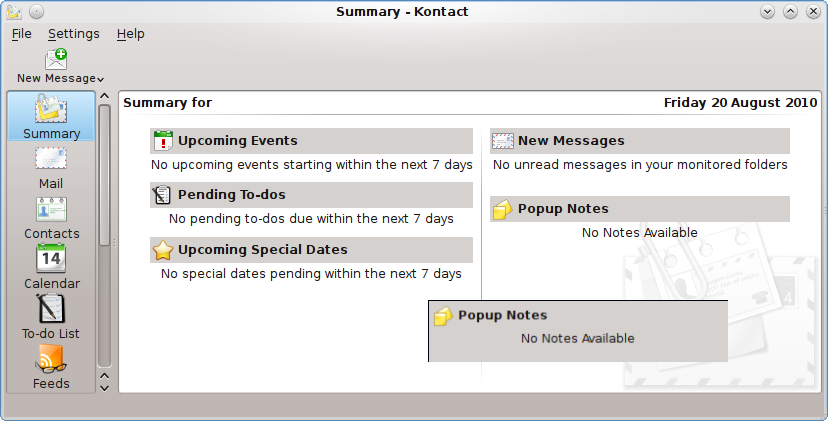 Summary - Kontact
File Settings Help
New Message
Summary for
Friday 20 August 2010
Summary
Mail
Contacts
14
Calendar
To-do List
Feeds
Upcoming Events
No upcoming events starting within the next 7 days
Pending To-dos
No pending to-dos due within the next 7 days
Upcoming Special Dates
No special dates pending within the next 7 days
New Messages
No unread messages in your monitored folders
Popup Notes
No Notes Available
Popup Notes
No Notes Available
4